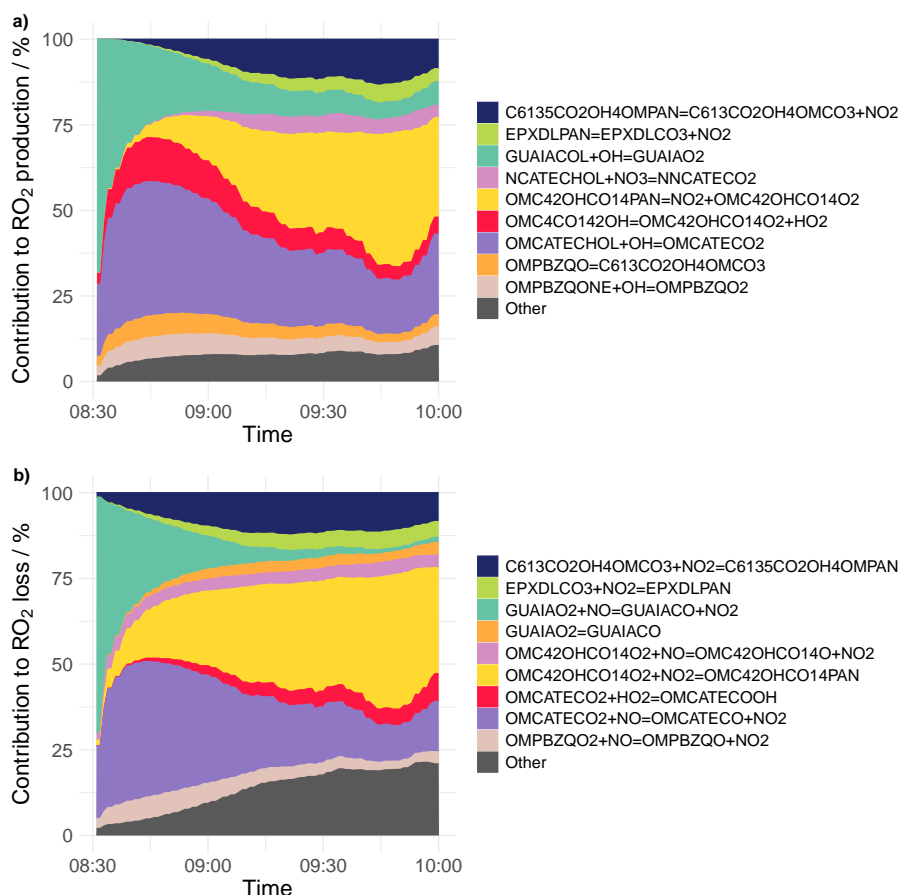 a)
Contribution to RO₂ production / %
100
75
50
25
0
08:30 09:00 09:30 10:00
Time
C6135CO2OH4OMPAN=C613CO2OH4OMCO3+NO2
EPXDLPAN=EPXDLCO3+NO2
GUAIACOL+OH=GUAIAO2
NCATECHOL+NO3=NNCATECO2
OMC42OHCO14PAN=NO2+OMC42OHCO14O2
OMC4CO142OH=OMC42OHCO14O2+HO2
OMCATECHOL+OH=OMCATECO2
OMPBZQO=C613CO2OH4OMCO3
OMPBZQONE+OH=OMPBZQO2
Other
b)
Contribution to RO₂ loss / %
100
75
50
25
0
08:30 09:00 09:30 10:00
Time
C613CO2OH4OMCO3+NO2=C6135CO2OH4OMPAN
EPXDLCO3+NO2=EPXDLPAN
GUAIAO2+NO=GUAIACO+NO2
GUAIAO2=GUAIACO
OMC42OHCO14O2+NO=OMC42OHCO14O+NO2
OMC42OHCO14O2+NO2=OMC42OHCO14PAN
OMCATECO2+HO2=OMCATECOOH
OMCATECO2+NO=OMCATECO+NO2
OMPBZQO2+NO=OMPBZQO+NO2
Other